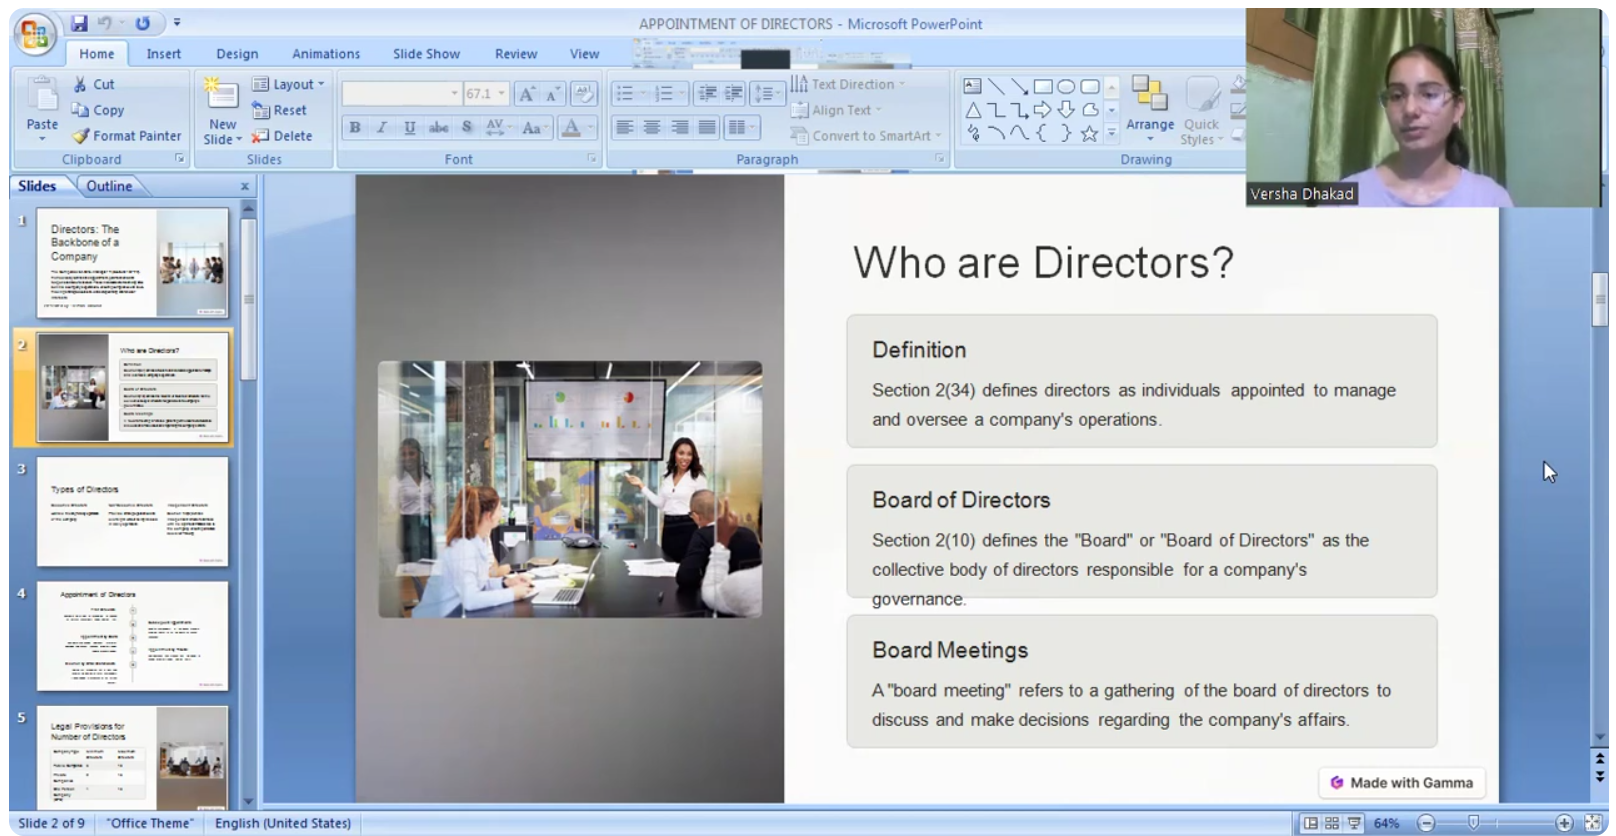 APPOINTMENT OF DIRECTORS - Microsoft PowerPoint
Home Insert Design Animations Slide Show Review View
Paste
Cut
Copy
Format Painter
Clipboard
New Slide
Layout
Reset
Delete
Slides
67.1
B I U abc S AV Aa A
Font
Text Direction
Align Text
Convert to SmartArt
Paragraph
Arrange
Quick Styles
Drawing
Versha Dhakad
Slides Outline x
1
Directors: The
Backbone of a
Company
2
Who are Directors?
3
Types of Directors
4
Appointment of Directors
5
Legal Provisions for
Number of Directors
Who are Directors?
Definition
Section 2(34) defines directors as individuals appointed to manage
and oversee a company's operations.
Board of Directors
Section 2(10) defines the "Board" or "Board of Directors" as the
collective body of directors responsible for a company's
governance.
Board Meetings
A "board meeting" refers to a gathering of the board of directors to
discuss and make decisions regarding the company's affairs.
Made with Gamma
Slide 2 of 9 "Office Theme" English (United States) 64%